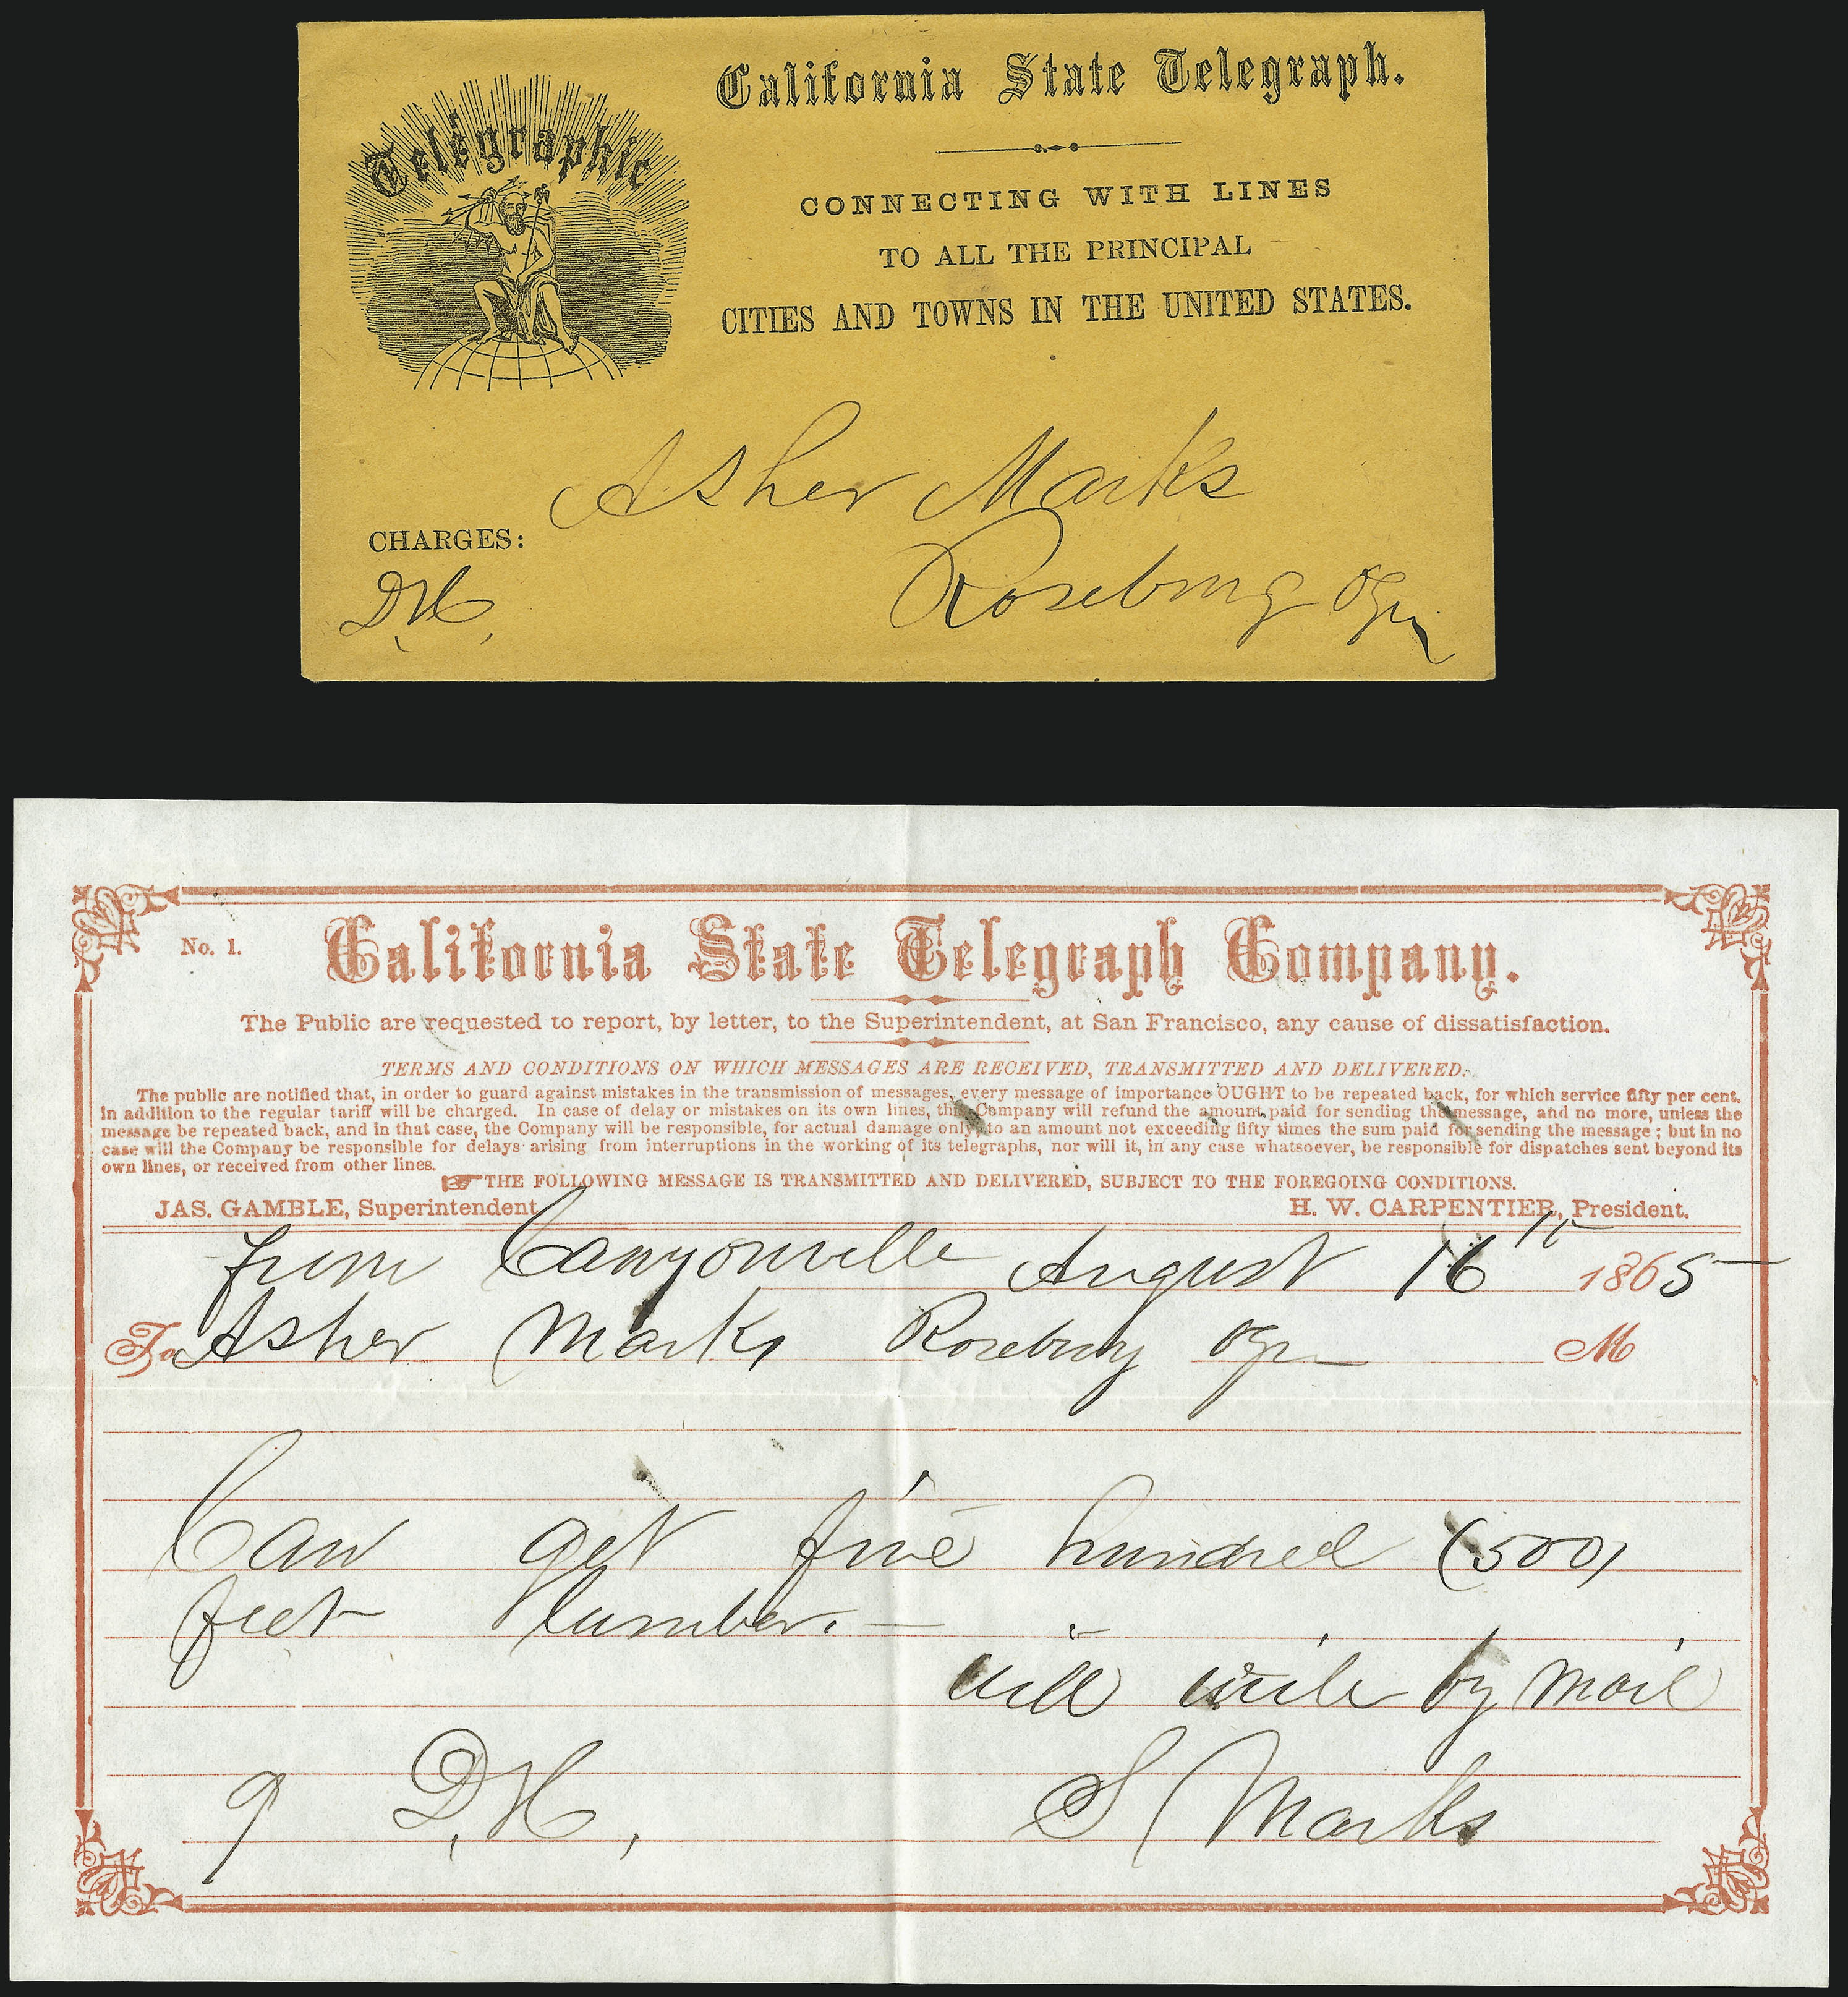 California State Telegraph.
Telegraphic
CONNECTING WITH LINES
TO ALL THE PRINCIPAL
CITIES AND TOWNS IN THE UNITED STATES.
Asher Marks
CHARGES:
Roseburg Ogn
D.H.
No. 1.
California State Telegraph Company.
The Public are requested to report, by letter, to the Superintendent, at San Francisco, any cause of dissatisfaction.
TERMS AND CONDITIONS ON WHICH MESSAGES ARE RECEIVED, TRANSMITTED AND DELIVERED.
The public are notified that, in order to guard against mistakes in the transmission of messages, every message of importance OUGHT to be repeated back, for which service fifty per cent.
in addition to the regular tariff will be charged. In case of delay or mistakes on its own lines, this Company will refund the amount paid for sending the message, and no more, unless the
message be repeated back, and in that case, the Company will be responsible, for actual damage only, to an amount not exceeding fifty times the sum paid for sending the message; but in no
case will the Company be responsible for delays arising from interruptions in the working of its telegraphs, nor will it, in any case whatsoever, be responsible for dispatches sent beyond its
own lines, or received from other lines.
☞ THE FOLLOWING MESSAGE IS TRANSMITTED AND DELIVERED, SUBJECT TO THE FOREGOING CONDITIONS.
JAS. GAMBLE, Superintendent H. W. CARPENTIER, President.
from Canyonville August 16th 1865
To Asher Marks Roseburg Ogn M
Can get five hundred (500)
feet lumber. —
will write by mail
9 D.H, S Marks